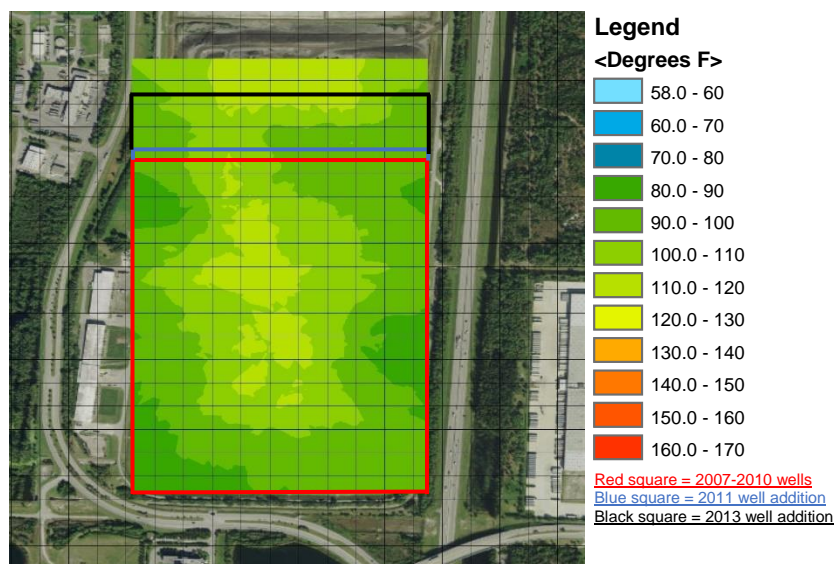 Legend
<Degrees F>
58.0 - 60
60.0 - 70
70.0 - 80
80.0 - 90
90.0 - 100
100.0 - 110
110.0 - 120
120.0 - 130
130.0 - 140
140.0 - 150
150.0 - 160
160.0 - 170
Red square = 2007-2010 wells
Blue square = 2011 well addition
Black square = 2013 well addition